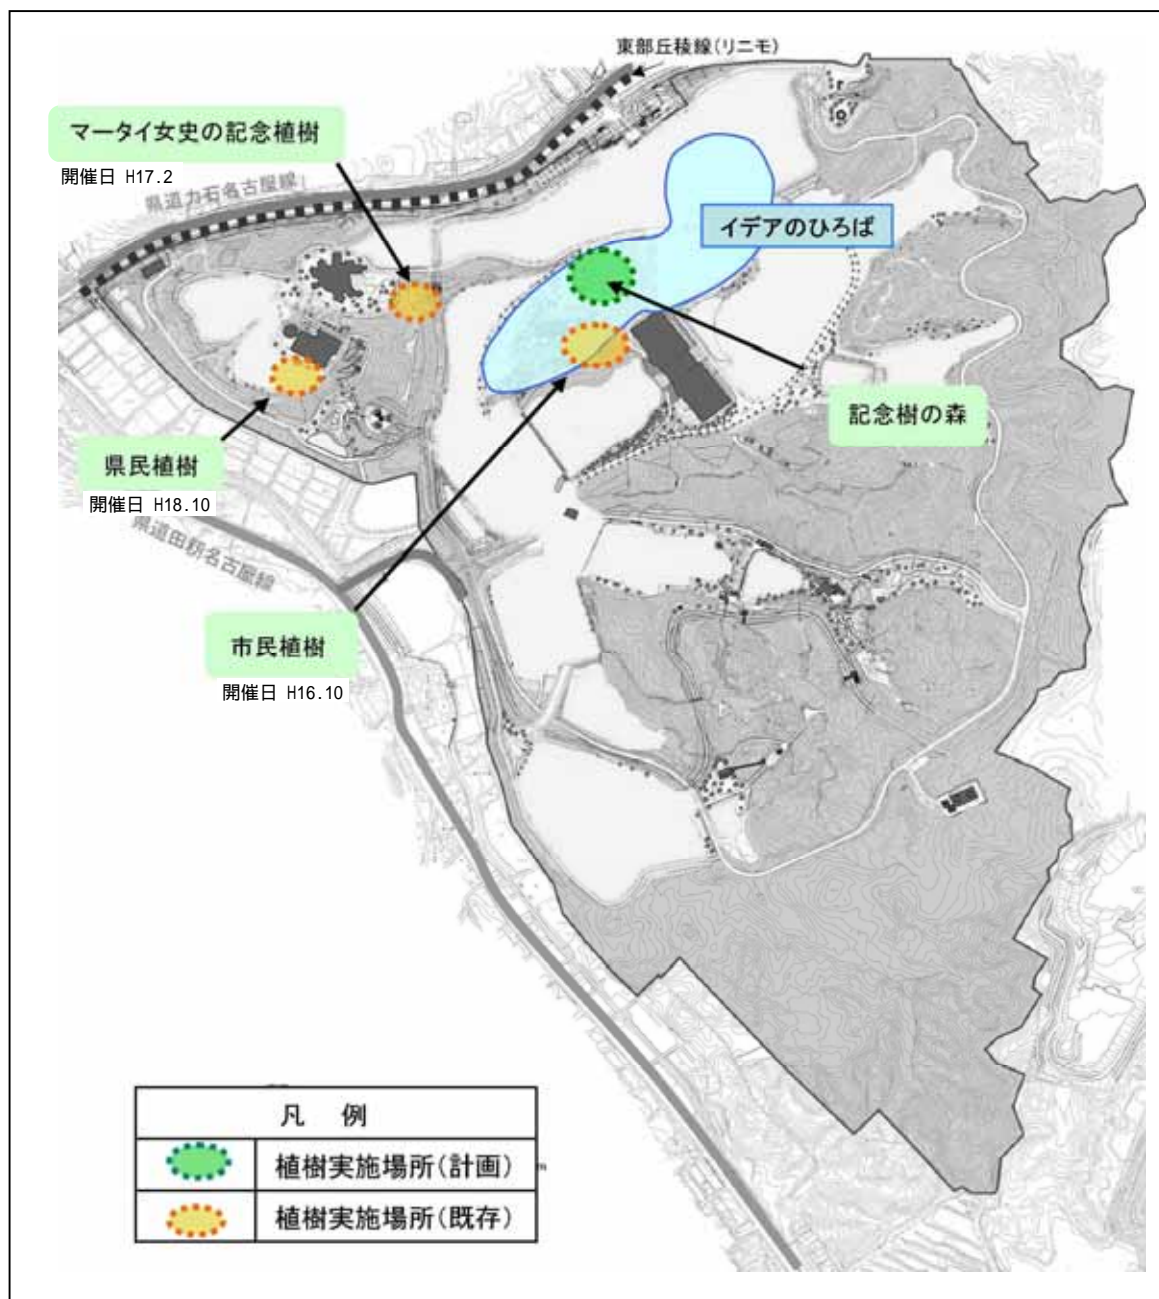 東部丘稜線(リニモ)
マータイ女史の記念植樹
開催日 H17.2
県道力石名古屋線
イデアのひろば
記念樹の森
県民植樹
開催日 H18.10
県道田籾名古屋線
市民植樹
開催日 H16.10
凡 例
植樹実施場所(計画)
植樹実施場所(既存)